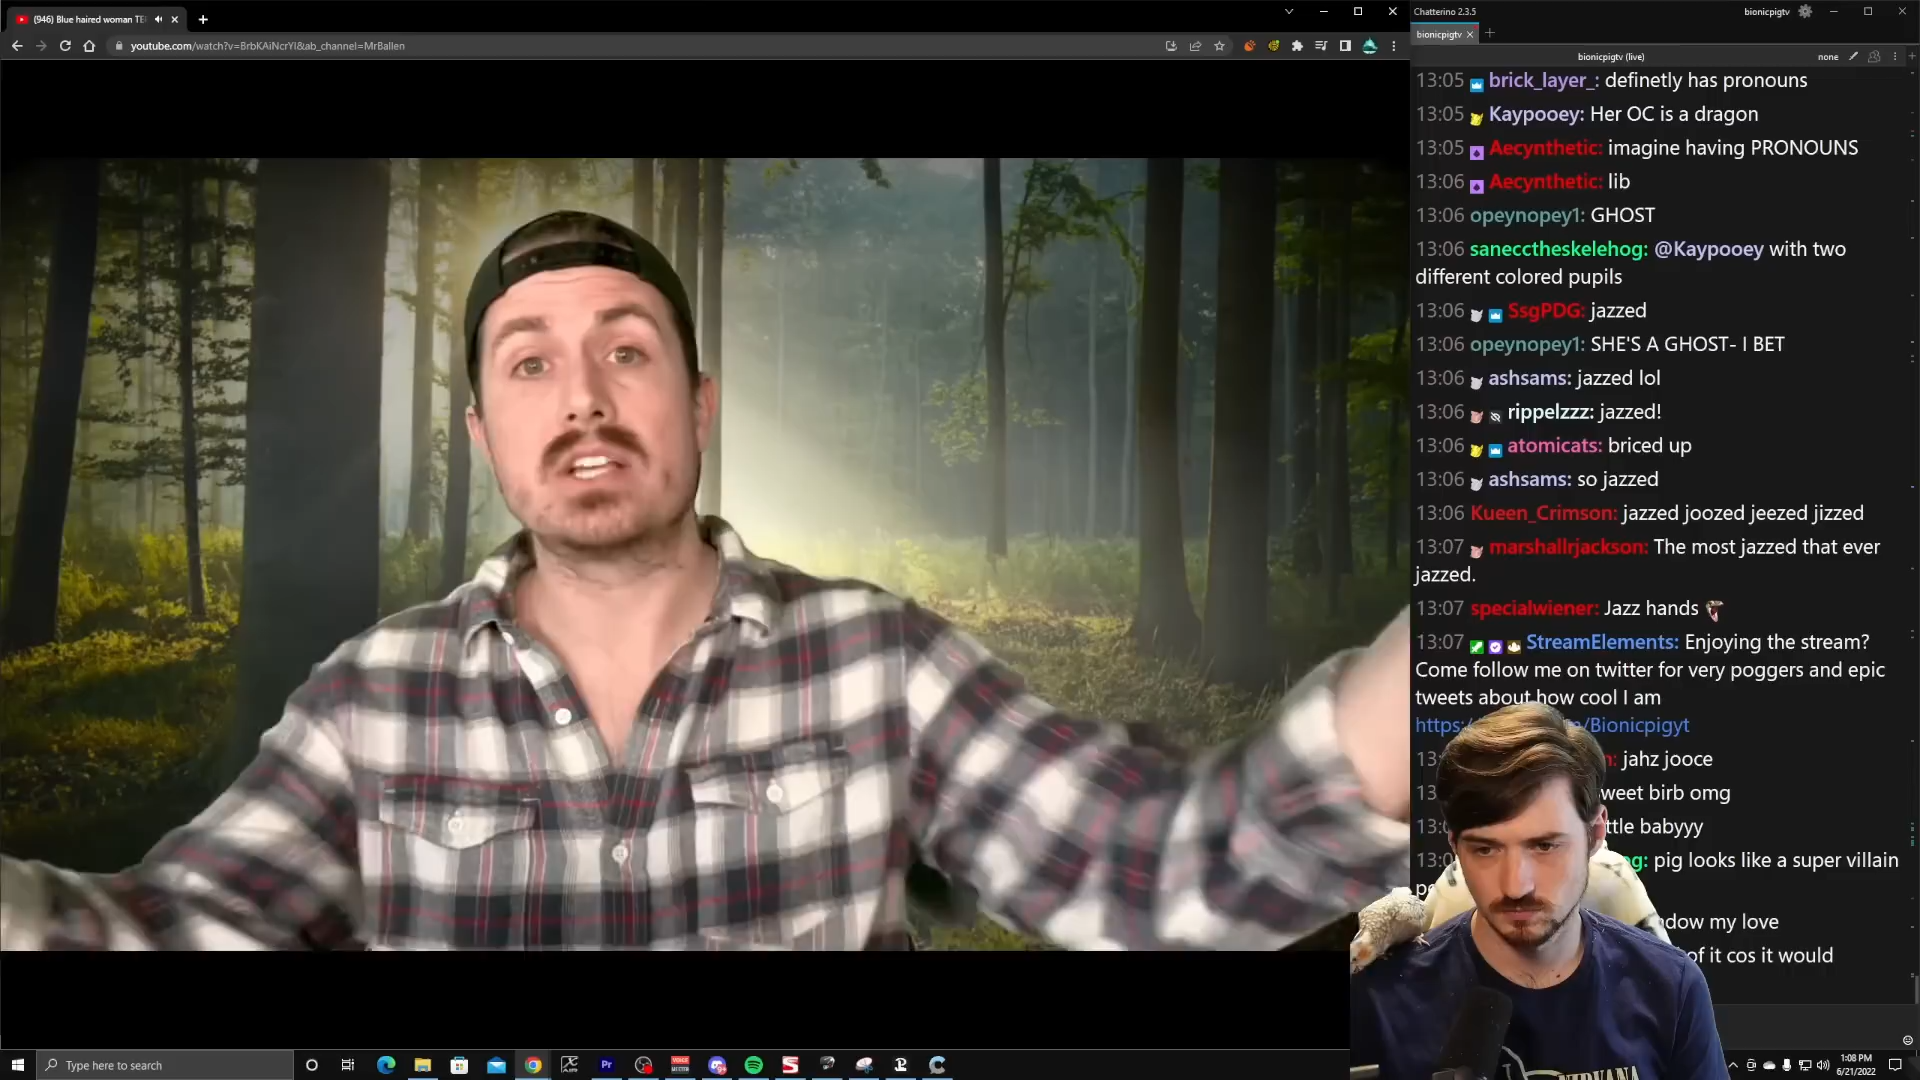 (946) Blue haired woman TE
Chatterino 2.3.5
bionicpigtv
bionicpigtv
youtube.com/watch?v=BrbKAiNcrYI&ab_channel=MrBallen
bionicpigtv (live)
none
13:05 brick_layer_: definetly has pronouns
13:05 Kaypooey: Her OC is a dragon
13:05 Aecynthetic: imagine having PRONOUNS
13:06 Aecynthetic: lib
13:06 opeynopey1: GHOST
13:06 sanecctheskelehog: @Kaypooey with two
different colored pupils
13:06 SsgPDG: jazzed
13:06 opeynopey1: SHE'S A GHOST- I BET
13:06 ashsams: jazzed lol
13:06 rippelzzz: jazzed!
13:06 atomicats: briced up
13:06 ashsams: so jazzed
13:06 Kueen_Crimson: jazzed joozed jeezed jizzed
13:07 marshallrjackson: The most jazzed that ever
jazzed.
13:07 specialwiener: Jazz hands
13:07 StreamElements: Enjoying the stream?
Come follow me on twitter for very poggers and epic
tweets about how cool I am
https:/ /Bionicpigyt
jahz jooce
weet birb omg
ttle babyyy
pig looks like a super villain
dow my love
of it cos it would
Type here to search
Pr
1:08 PM
6/21/2022
NIRVANA